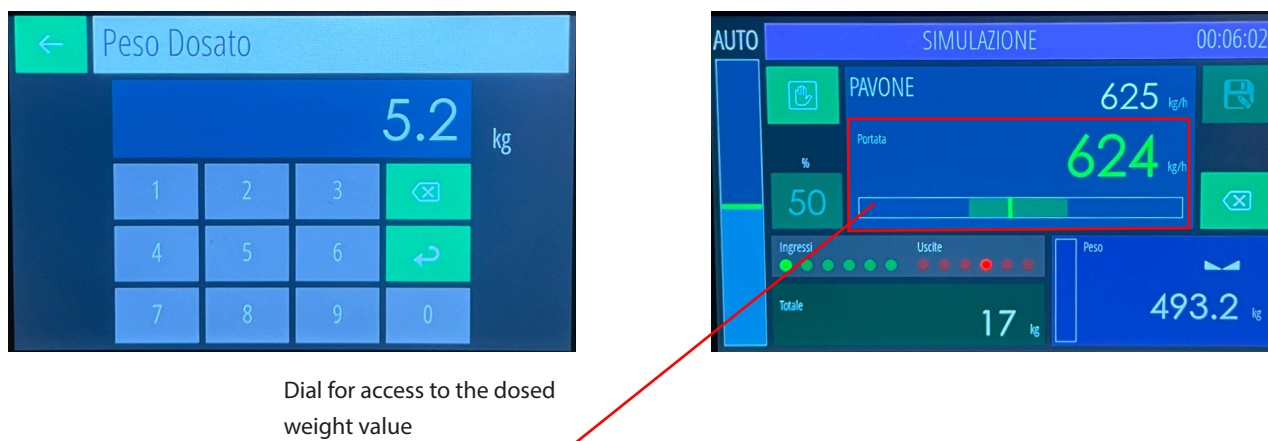 Peso Dosato
5.2 kg
1 2 3
4 5 6
7 8 9 0
AUTO SIMULAZIONE 00:06:02
PAVONE 625 kg/h
Portata
624 kg/h
%
50
Ingressi Uscite
Peso
Totale
17 kg
493.2 kg
Dial for access to the dosed
weight value